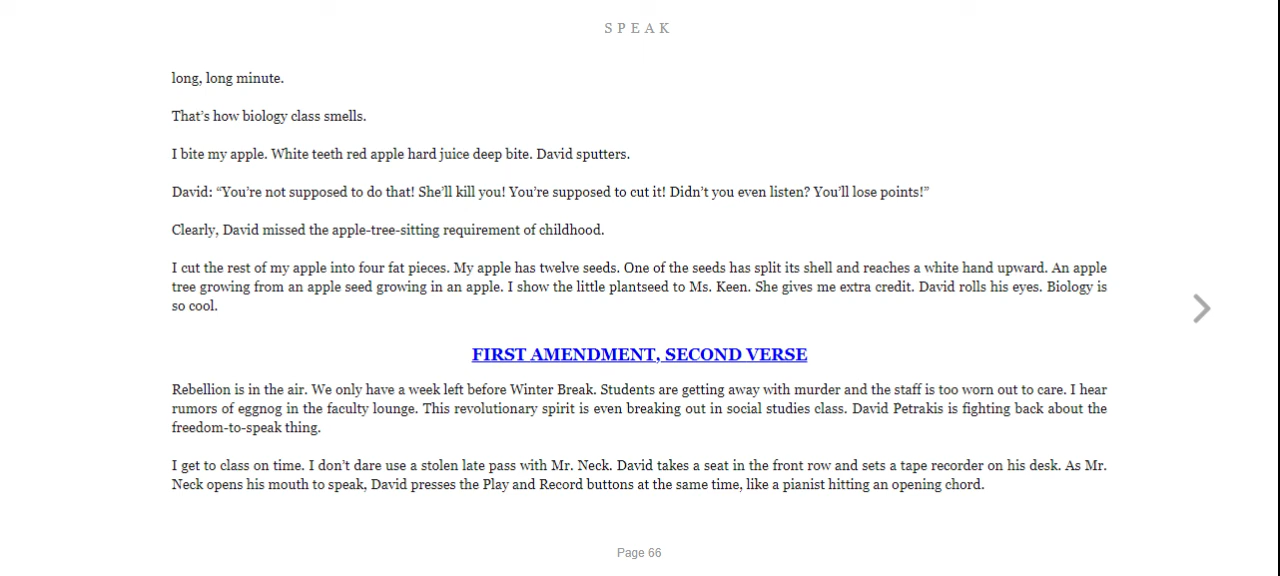 SPEAK
long, long minute.
That’s how biology class smells.
I bite my apple. White teeth red apple hard juice deep bite. David sputters.
David: “You’re not supposed to do that! She’ll kill you! You’re supposed to cut it! Didn’t you even listen? You’ll lose points!”
Clearly, David missed the apple-tree-sitting requirement of childhood.
I cut the rest of my apple into four fat pieces. My apple has twelve seeds. One of the seeds has split its shell and reaches a white hand upward. An apple
tree growing from an apple seed growing in an apple. I show the little plantseed to Ms. Keen. She gives me extra credit. David rolls his eyes. Biology is
so cool.
FIRST AMENDMENT, SECOND VERSE
Rebellion is in the air. We only have a week left before Winter Break. Students are getting away with murder and the staff is too worn out to care. I hear
rumors of eggnog in the faculty lounge. This revolutionary spirit is even breaking out in social studies class. David Petrakis is fighting back about the
freedom-to-speak thing.
I get to class on time. I don’t dare use a stolen late pass with Mr. Neck. David takes a seat in the front row and sets a tape recorder on his desk. As Mr.
Neck opens his mouth to speak, David presses the Play and Record buttons at the same time, like a pianist hitting an opening chord.
Page 66